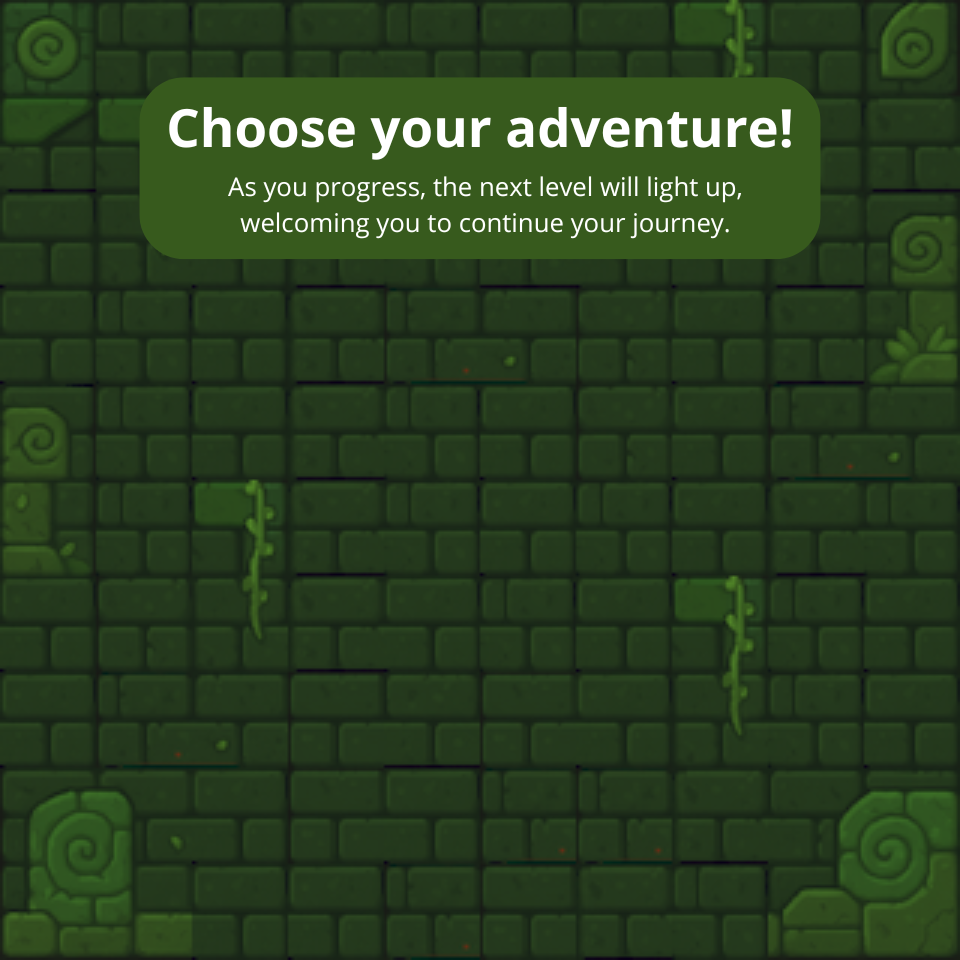 Choose your adventure!
As you progress, the next level will light up,
welcoming you to continue your journey.